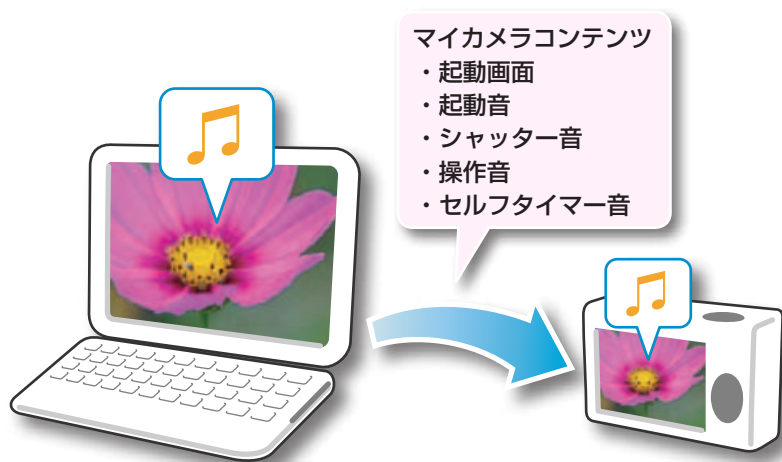 マイカメラコンテンツ
・起動画面
・起動音
・シャッター音
・操作音
・セルフタイマー音